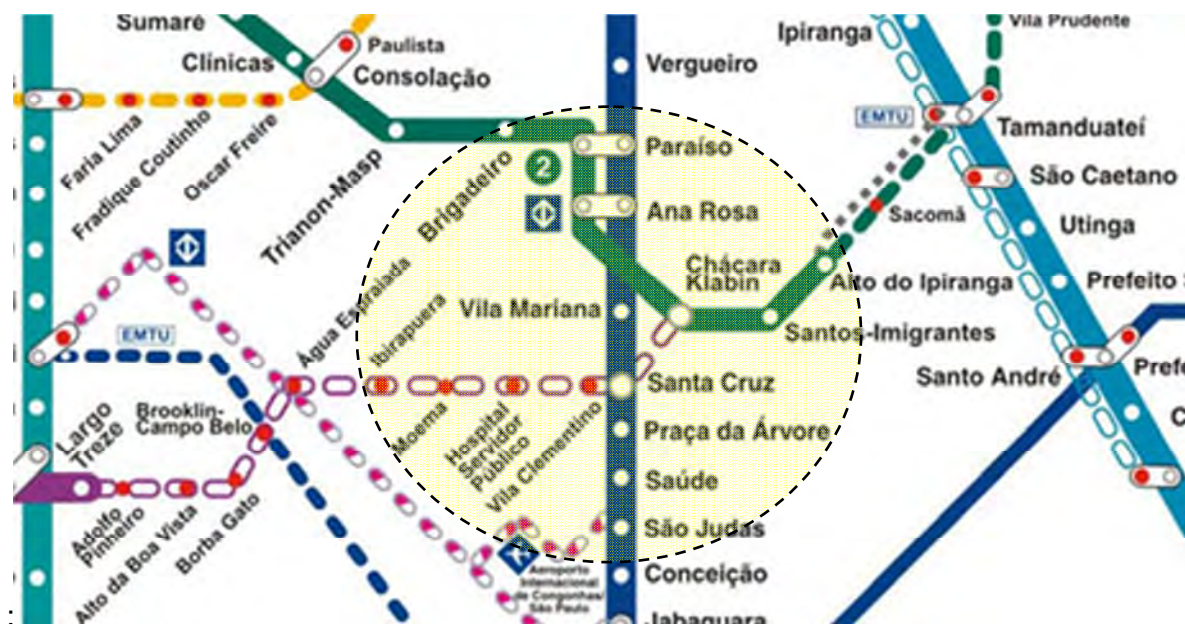 Sumaré
Clínicas
Paulista
Consolação
Vergueiro
Ipiranga
Vila Prudente
EMTU
Tamanduateí
São Caetano
Utinga
Sacomã
Prefeito S
Faria Lima
Fradique Coutinho
Oscar Freire
Trianon-Masp
Brigadeiro
2
Paraíso
Ana Rosa
Chácara
Klabin
Alto do Ipiranga
Santos-Imigrantes
Vila Mariana
Água Espraiada
Ibirapuera
EMTU
Santa Cruz
Santo André
Prefe
Largo
Treze
Brooklin-
Campo Belo
Moema
Hospital
Servidor
Público
Vila Clementino
Praça da Árvore
Saúde
São Judas
Conceição
Jabaquara
Adolfo
Pinheiro
Alto da Boa Vista
Borba Gato
Aeroporto
Internacional
de Congonhas/
São Paulo